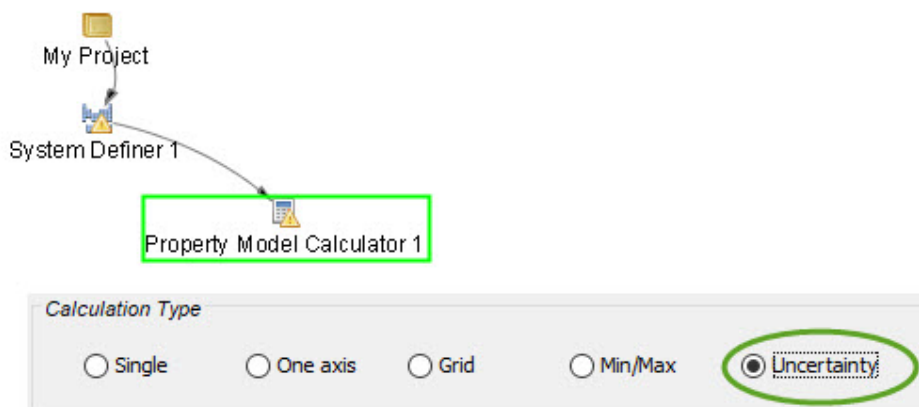 My Project
System Definer 1
Property Model Calculator 1
Calculation Type
Single One axis Grid Min/Max Uncertainty